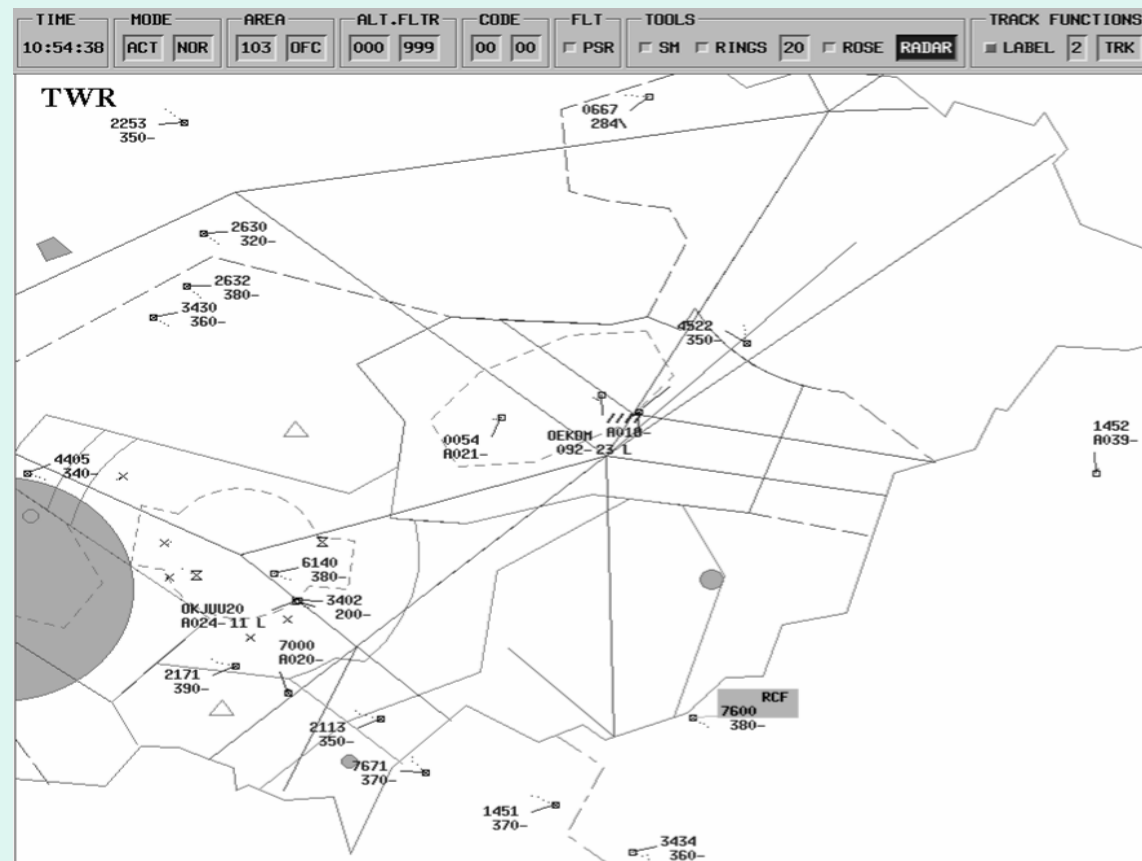 TIME MODE AREA ALT.FLTR CODE FLT TOOLS TRACK FUNCTIONS
10:54:38 ACT NOR 103 OFC 000 999 00 00 PSR SM RINGS 20 ROSE RADAR LABEL 2 TRK
TWR
2253
350-
0667
284\
2630
320-
2632
380-
3430
360-
4522
350-
0054
A021-
OEKBM
092- 23 L
A010-
1452
A039-
4405
340-
6140
380-
3402
200-
OKJUU20
A024- 11 L
7000
A020-
2171
390-
2113
350-
7671
370-
RCF
7600
380-
1451
370-
3434
360-